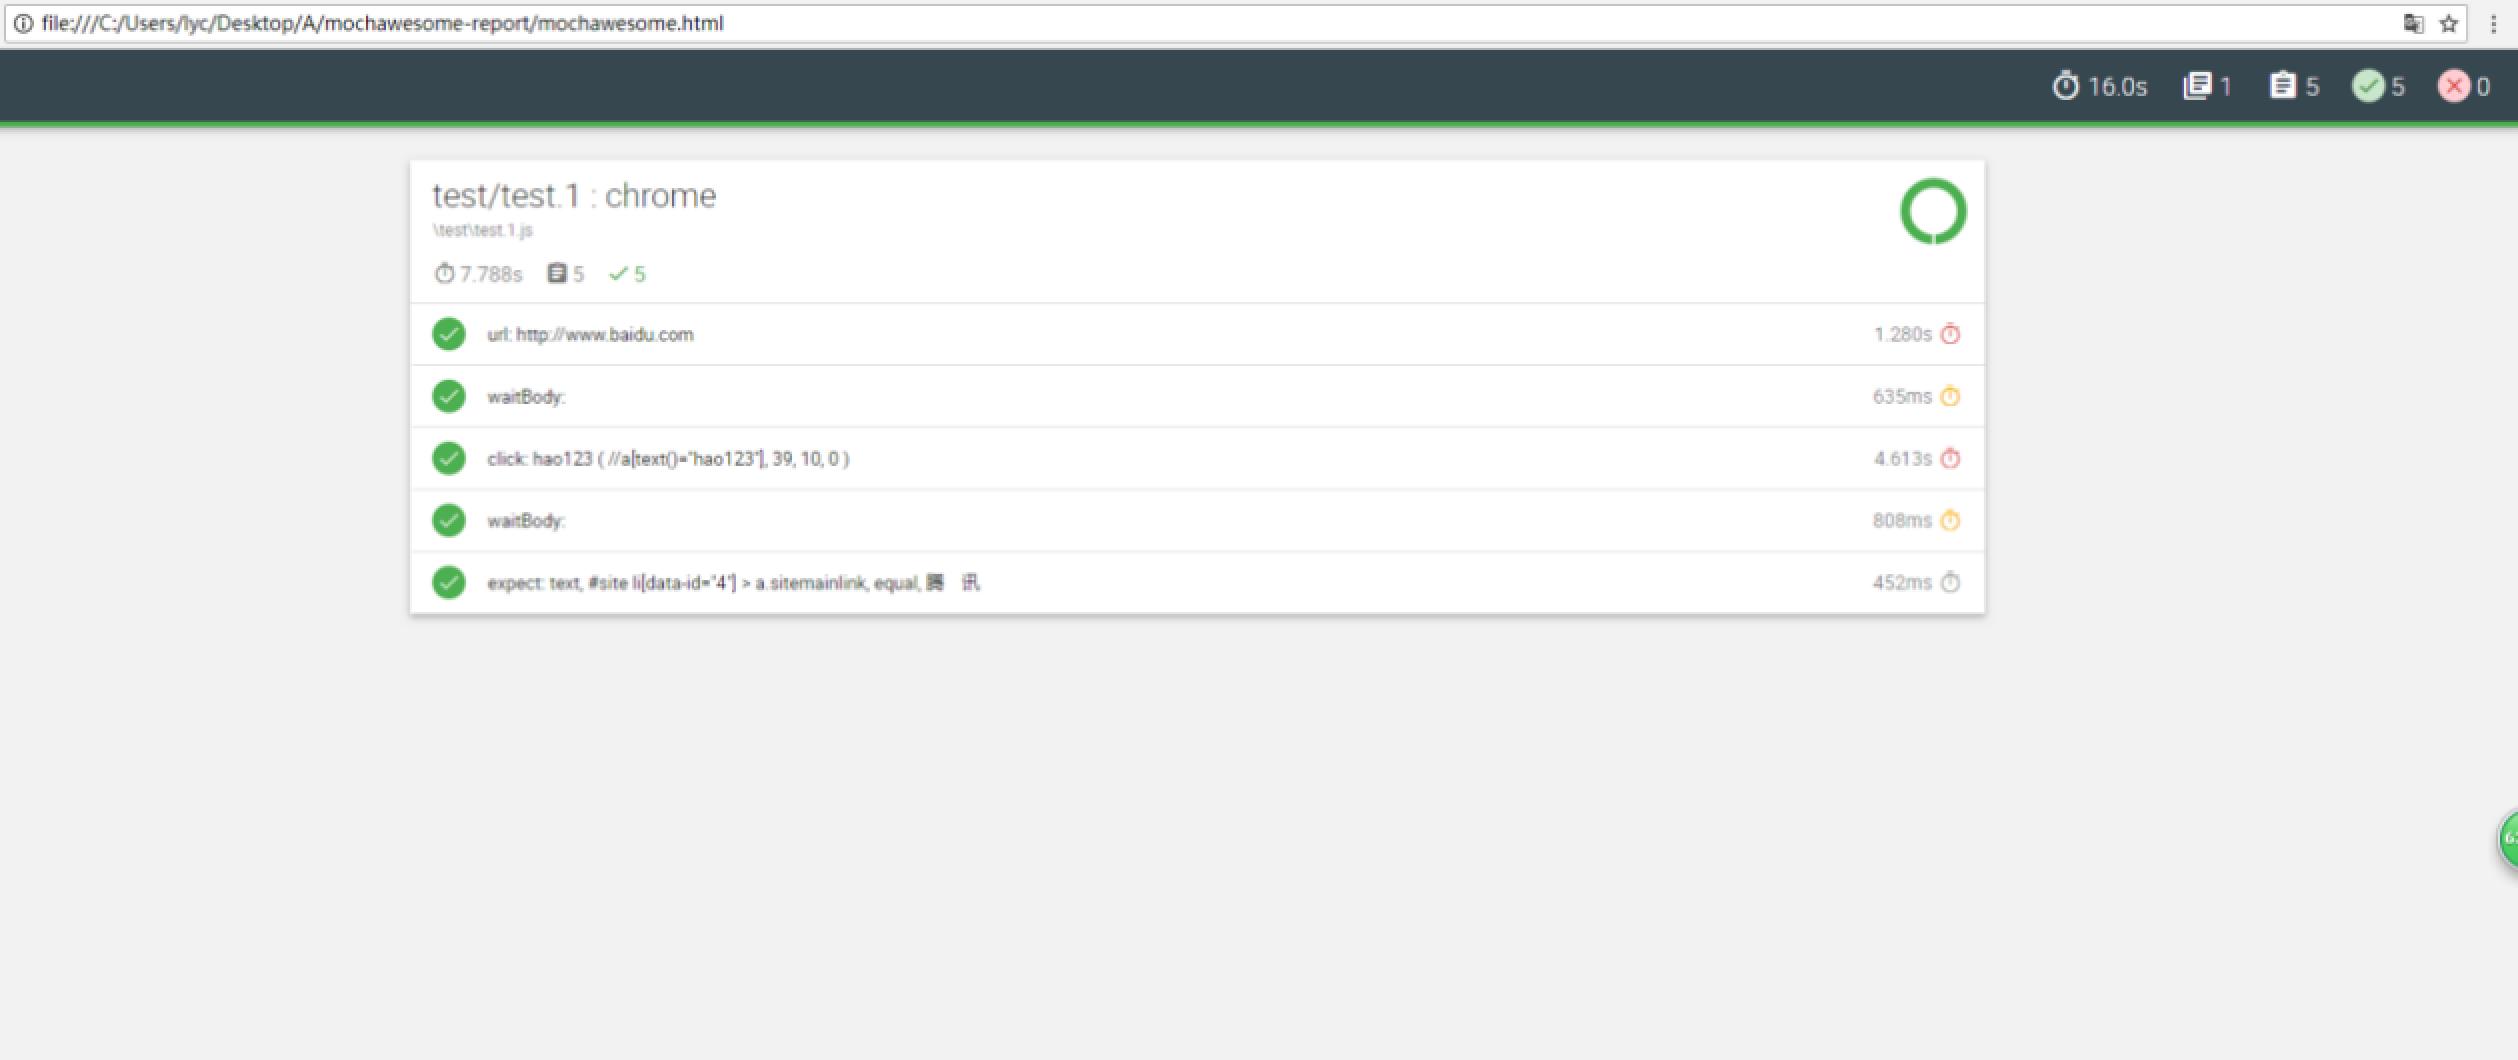 file:///C:/Users/lyc/Desktop/A/mochawesome-report/mochawesome.html
16.0s 1 5 5 0
test/test.1 : chrome
\test\test.1.js
7.788s 5 5
url: http://www.baidu.com 1.280s
waitBody: 635ms
click: hao123 ( //a[text()="hao123"], 39, 10, 0 ) 4.613s
waitBody: 808ms
expect: text, #site li[data-id="4"] > a.sitemainlink, equal, 腾 讯 452ms